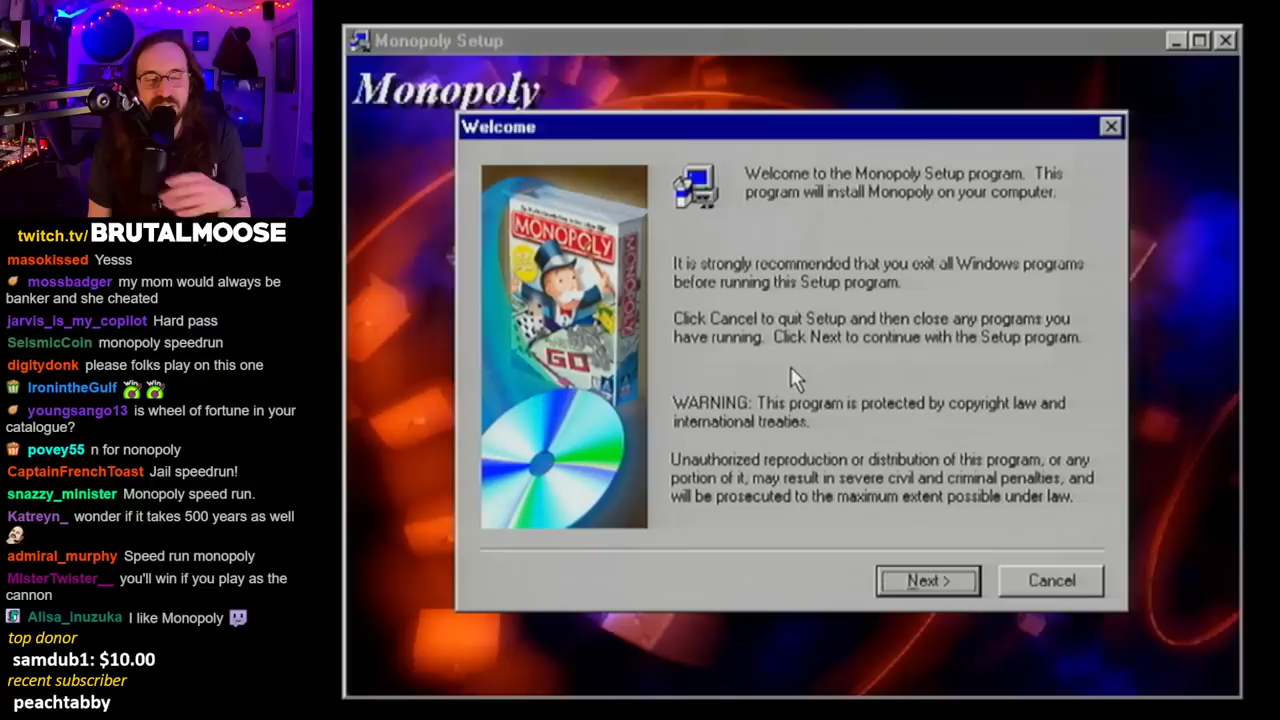 twitch.tv/BRUTALMOOSE
masokissed Yesss
mossbadger my mom would always be
banker and she cheated
jarvis_is_my_copilot Hard pass
SeismicCoin monopoly speedrun
digitydonk please folks play on this one
IronintheGulf
youngsango13 is wheel of fortune in your
catalogue?
povey55 n for nonopoly
CaptainFrenchToast Jail speedrun!
snazzy_minister Monopoly speed run.
Katreyn_ wonder if it takes 500 years as well
admiral_murphy Speed run monopoly
MisterTwister__ you'll win if you play as the
cannon
Alisa_inuzuka I like Monopoly
top donor
samdub1: $10.00
recent subscriber
peachtabby
Monopoly Setup
Monopoly
Welcome
MONOPOLY
MONOPOLY
GO
Welcome to the Monopoly Setup program. This
program will install Monopoly on your computer.
It is strongly recommended that you exit all Windows programs
before running this Setup program.
Click Cancel to quit Setup and then close any programs you
have running. Click Next to continue with the Setup program.
WARNING: This program is protected by copyright law and
international treaties.
Unauthorized reproduction or distribution of this program, or any
portion of it, may result in severe civil and criminal penalties, and
will be prosecuted to the maximum extent possible under law.
Next >
Cancel